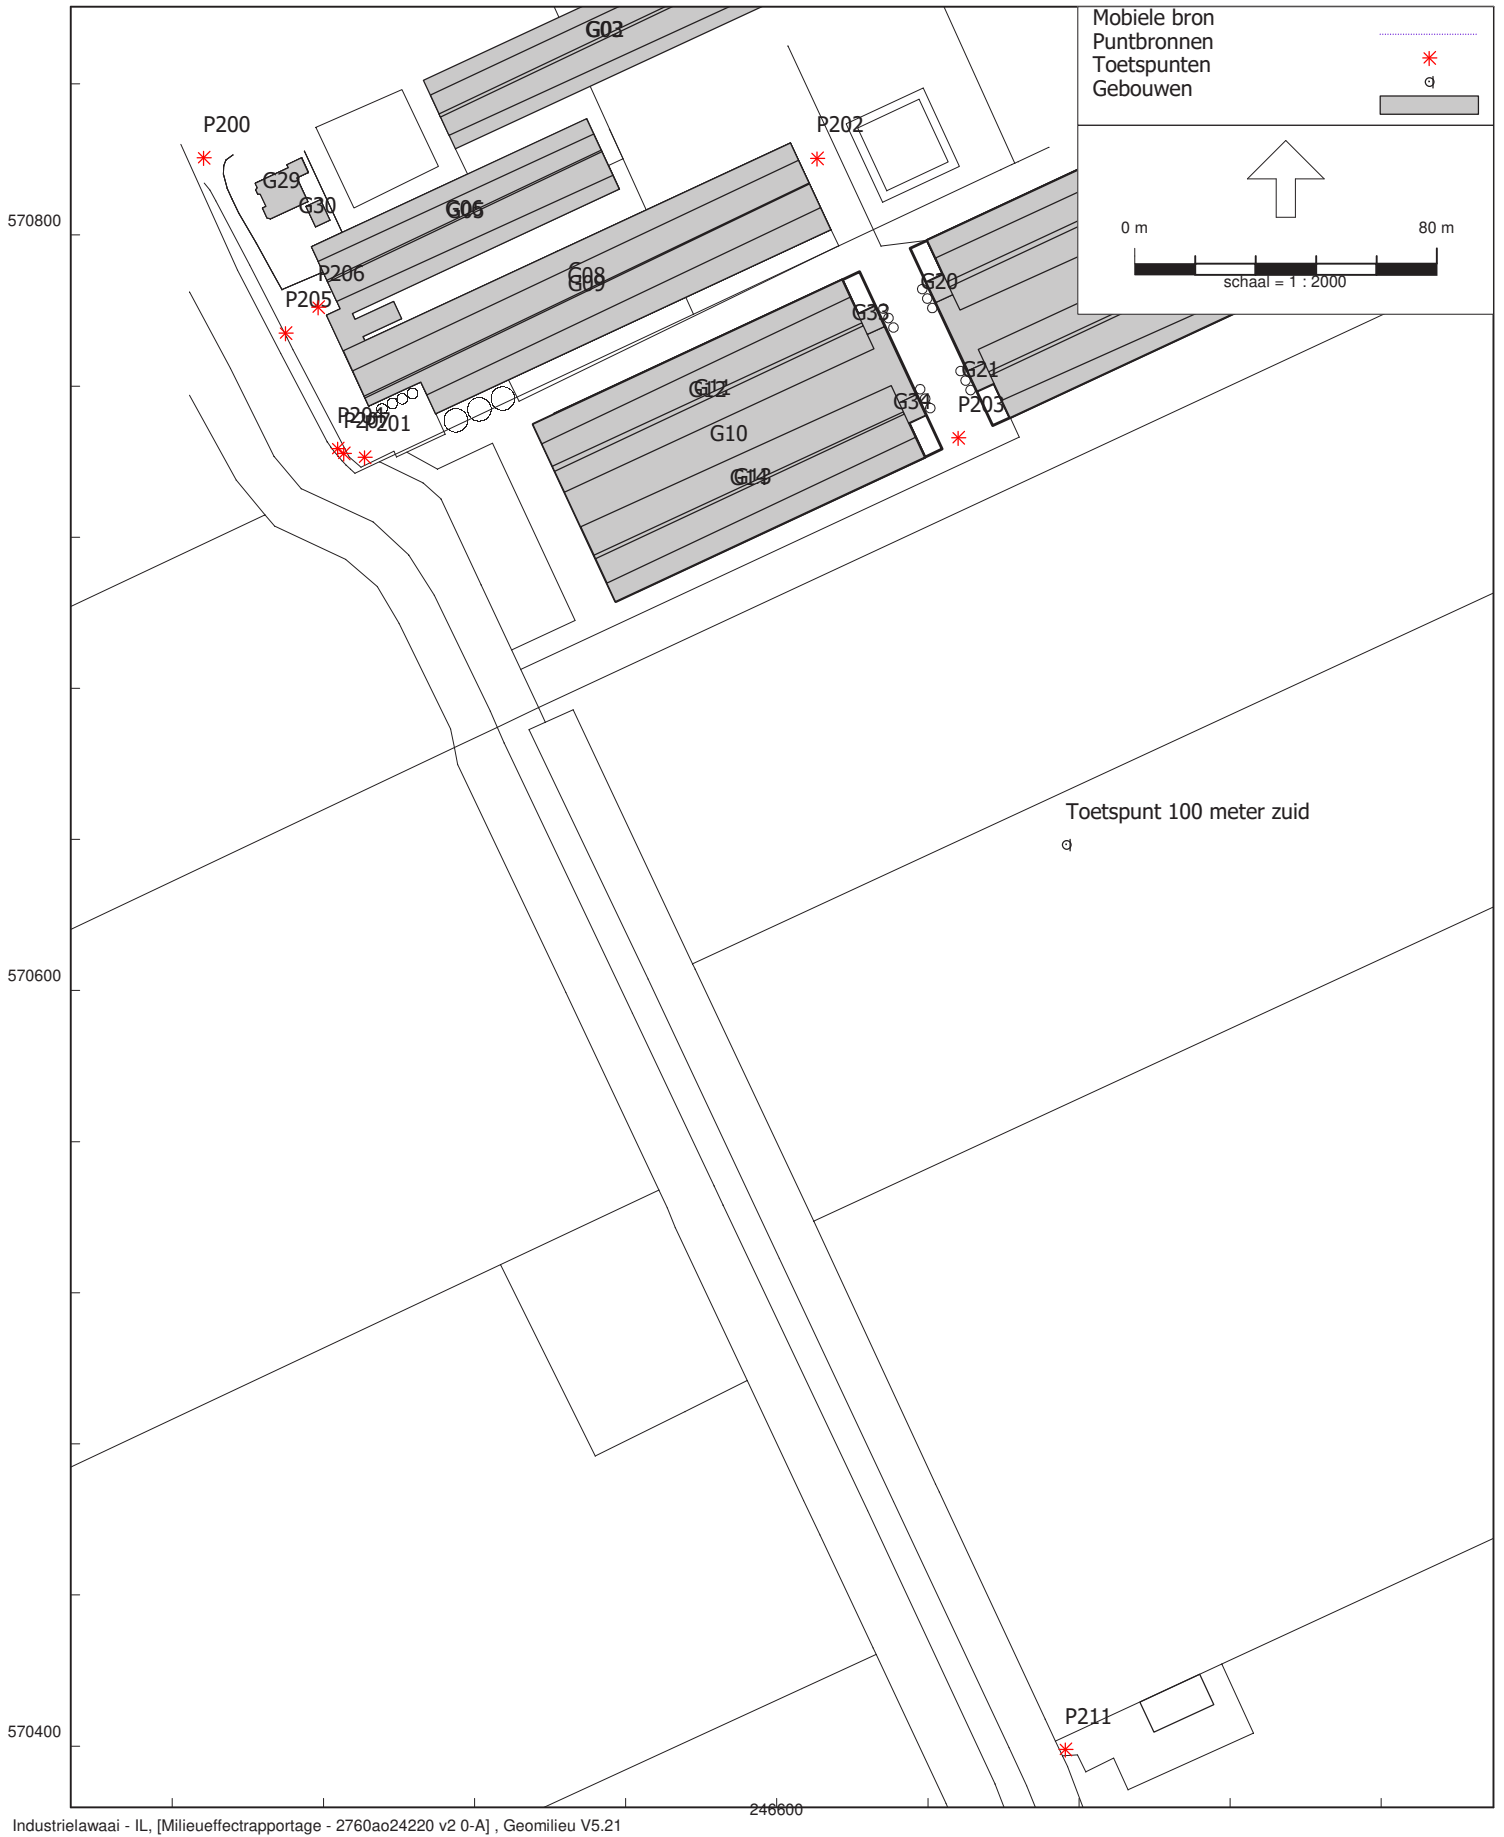 G03
Mobiele bron
Puntbronnen
Toetspunten
Gebouwen
P200
P202
G29
G30
G06
570800
0 m
80 m
schaal = 1 : 2000
P206
G08
G09
G20
P205
G33
G21
G12
G34
P203
P201
G10
G14
Toetspunt 100 meter zuid
570600
P211
570400
246600
Industrielawaai - IL, [Milieueffectrapportage - 2760ao24220 v2 0-A] , Geomilieu V5.21